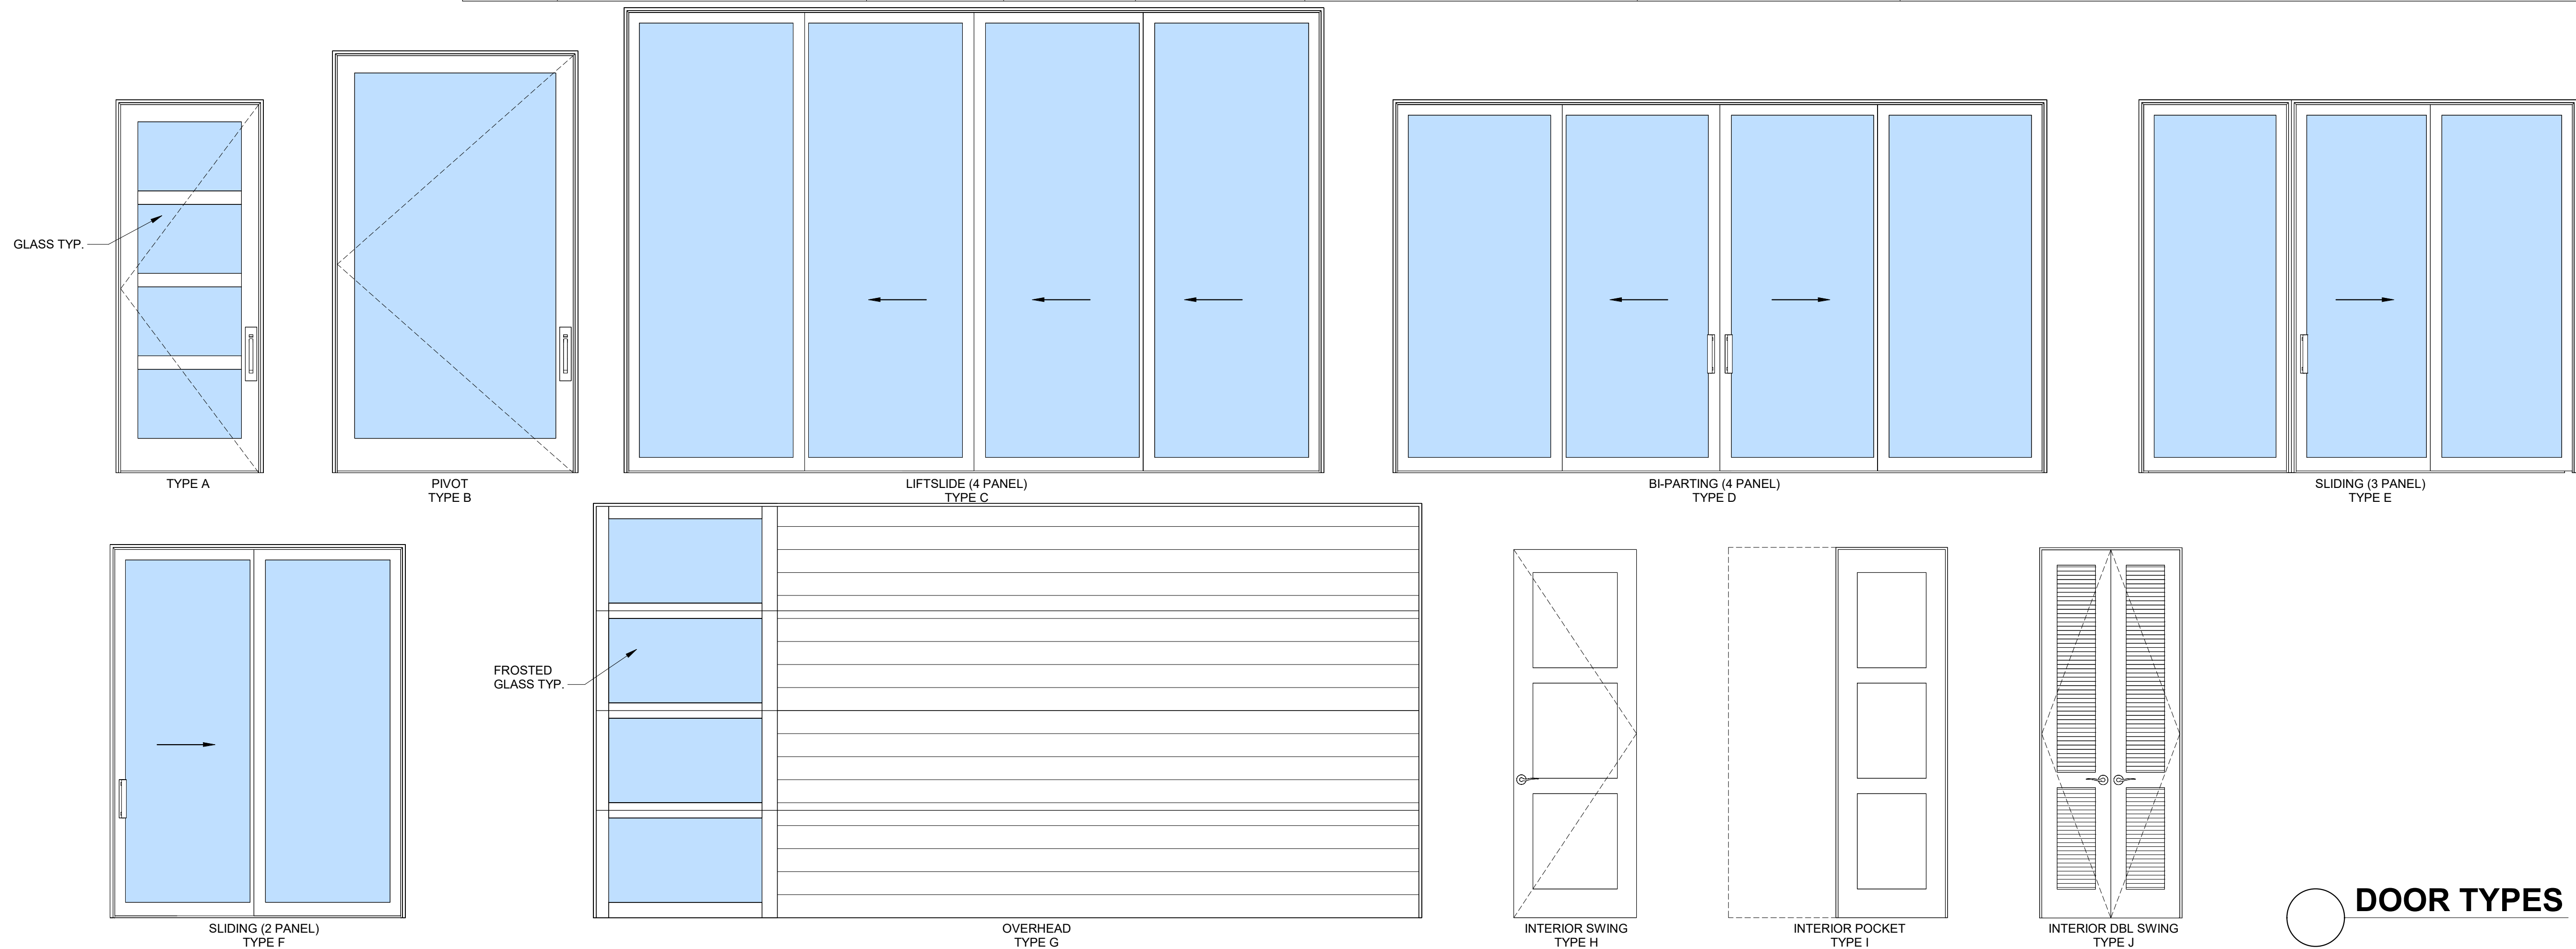 GLASS TYP.
TYPE A
PIVOT
TYPE B
LIFTSLIDE (4 PANEL)
TYPE C
BI-PARTING (4 PANEL)
TYPE D
SLIDING (3 PANEL)
TYPE E
FROSTED
GLASS TYP.
SLIDING (2 PANEL)
TYPE F
OVERHEAD
TYPE G
INTERIOR SWING
TYPE H
INTERIOR POCKET
TYPE I
INTERIOR DBL SWING
TYPE J
DOOR TYPES